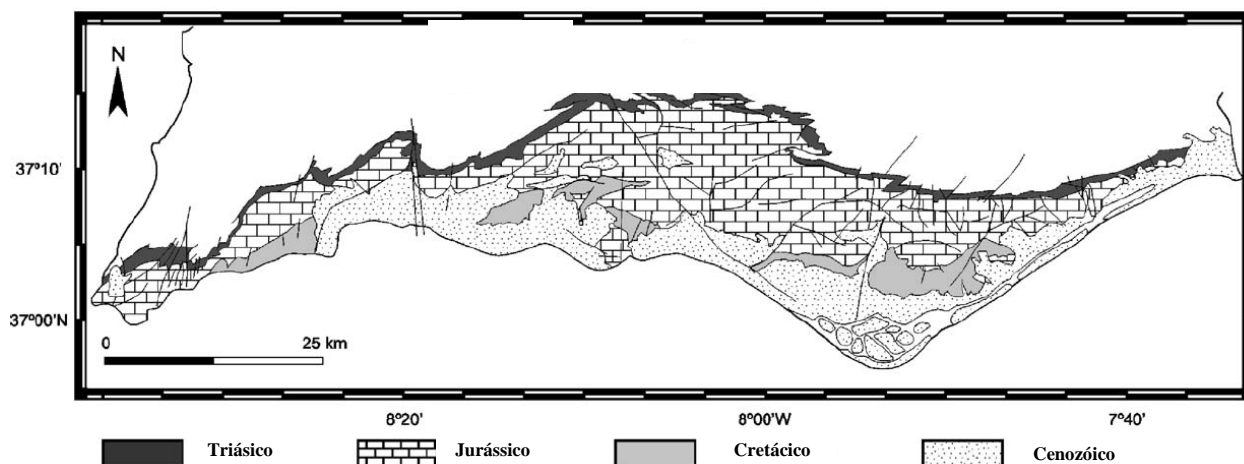 N
37º10'
37º00'N
0 25 km
8º20' 8º00'W 7º40'
Triásico Jurássico Cretácico Cenozóico